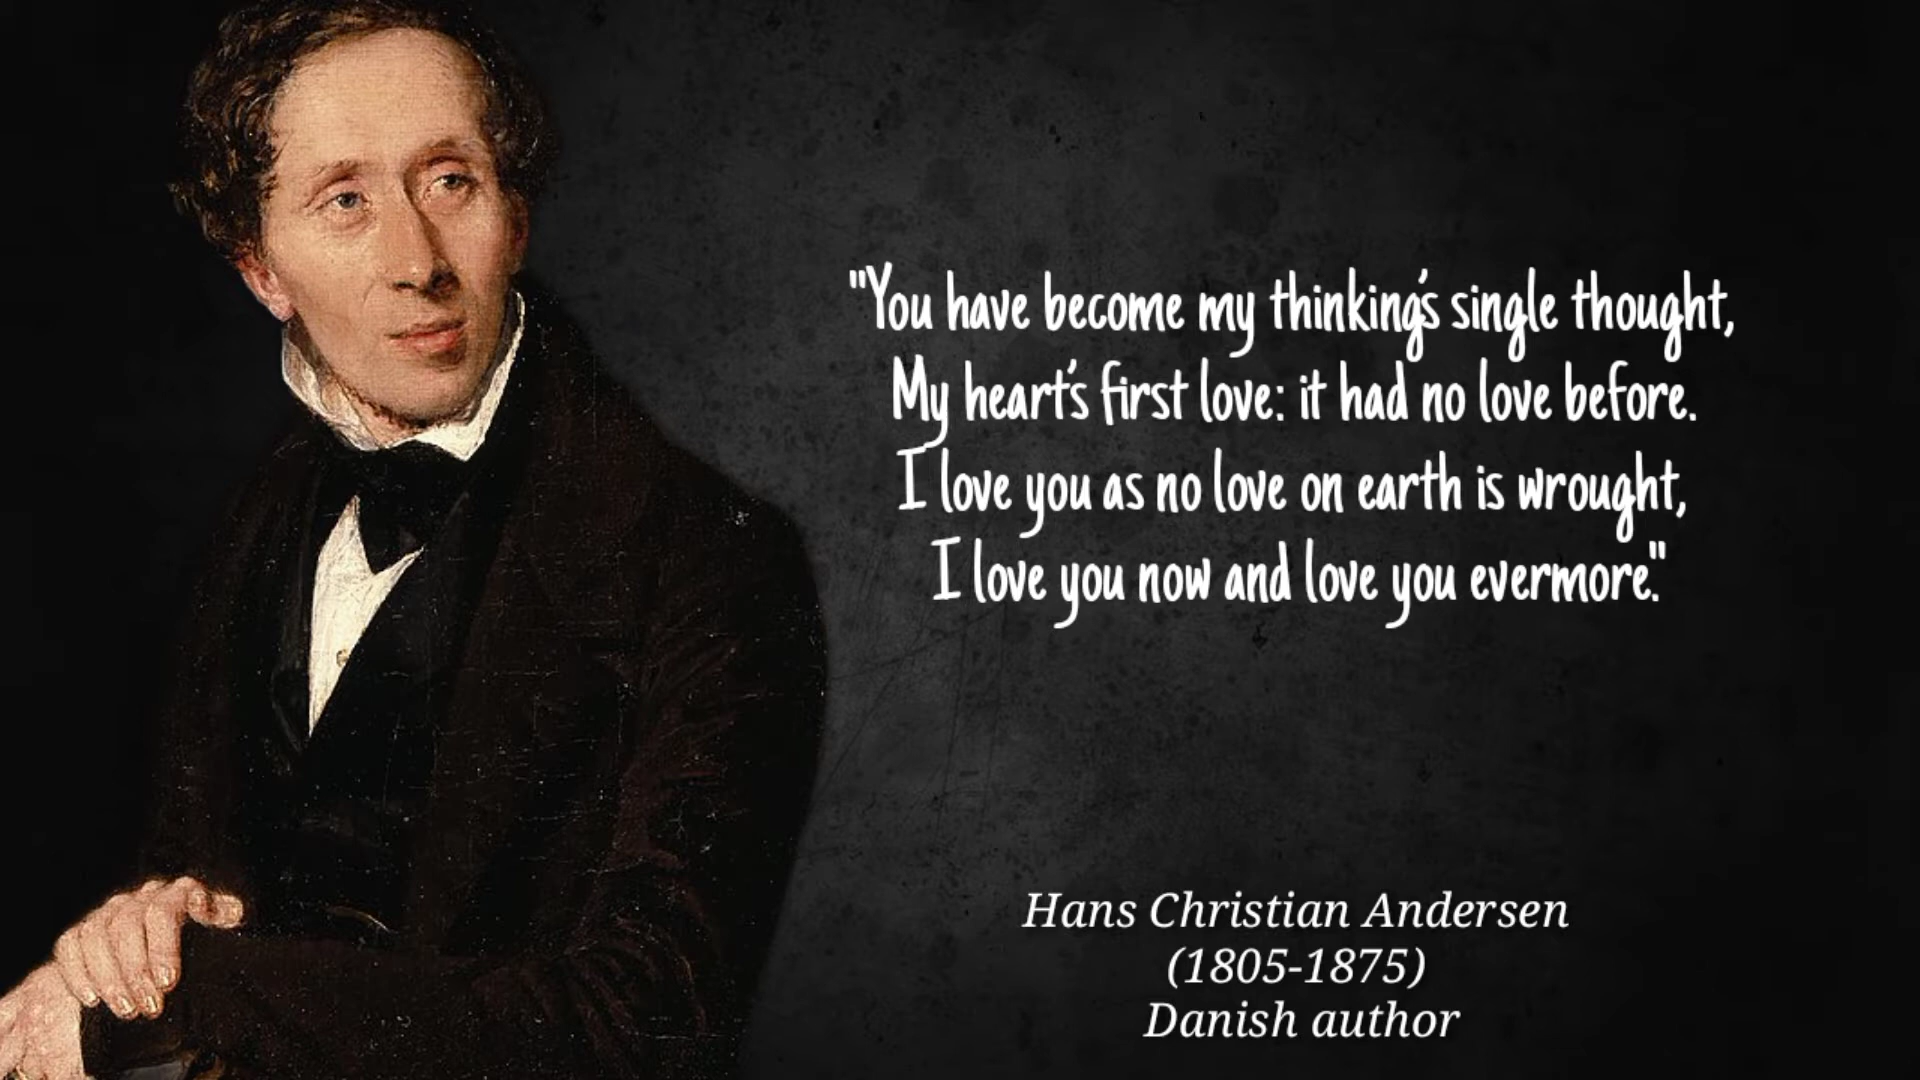 "You have become my thinking's single thought,
My heart's first love: it had no love before.
I love you as no love on earth is wrought,
I love you now and love you evermore."
Hans Christian Andersen
(1805-1875)
Danish author